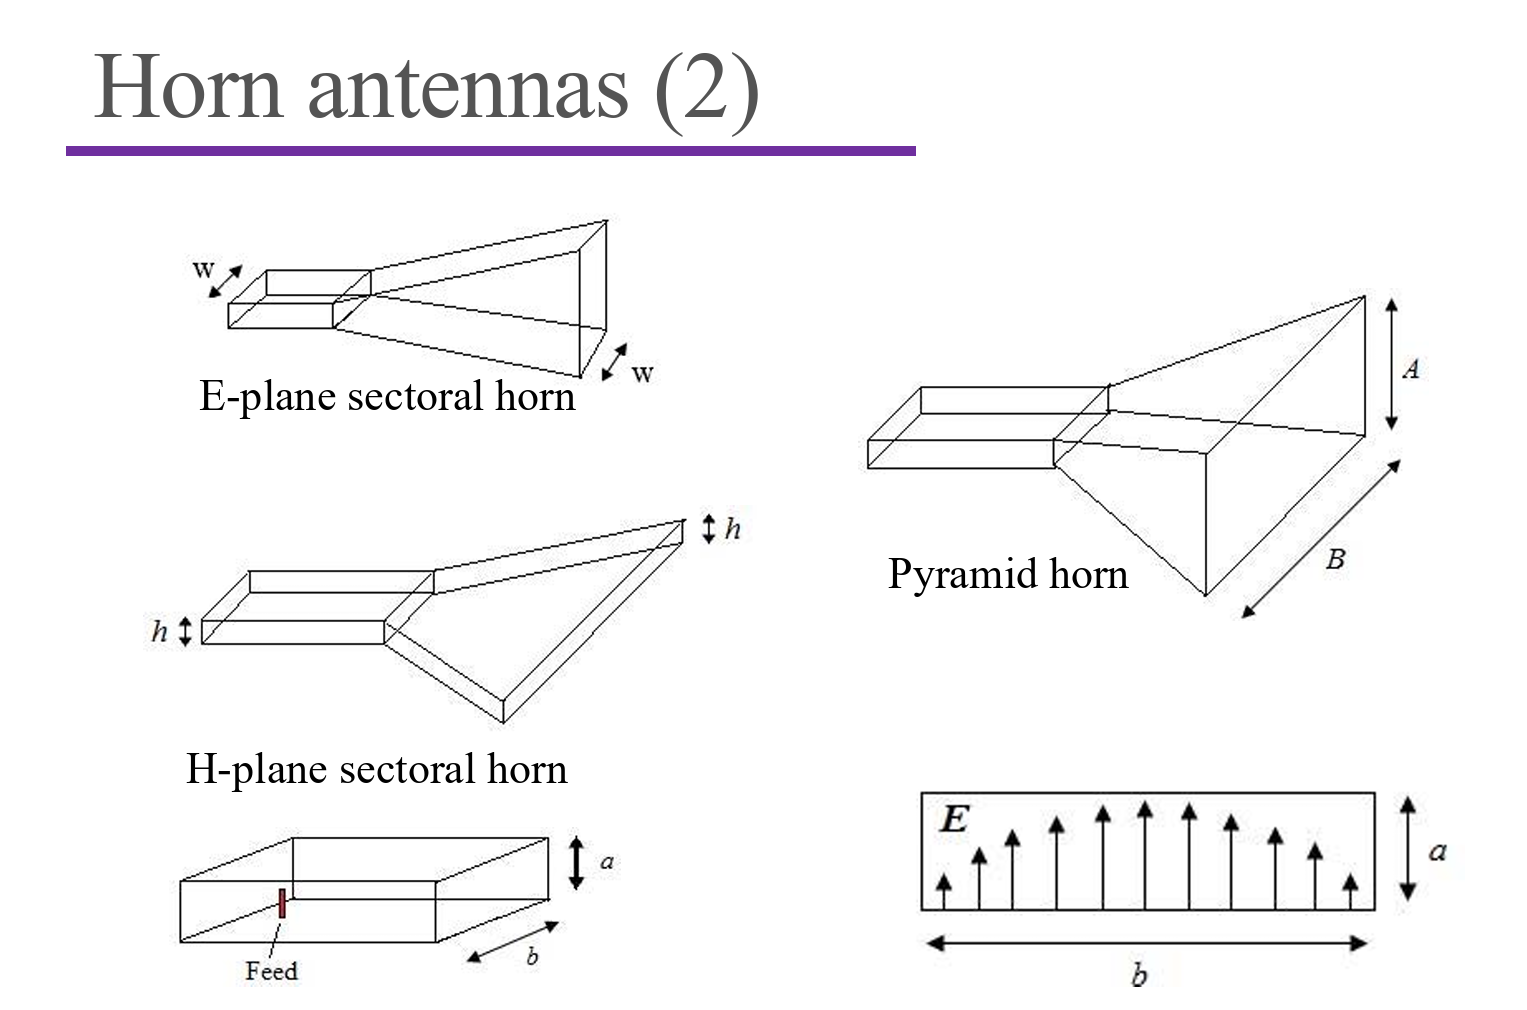 Horn antennas (2)
w
w
E-plane sectoral horn
A
B
Pyramid horn
h
h
H-plane sectoral horn
a
b
Feed
E
a
b